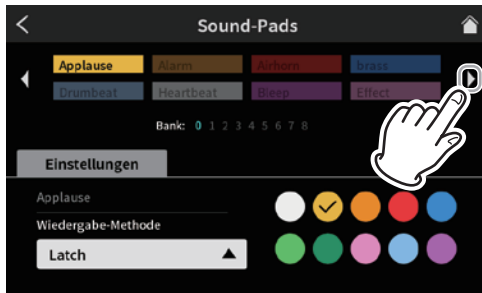 Sound-Pads
Applause Alarm Airhorn brass
Drumbeat Heartbeat Bleep Effect
Bank: 0 1 2 3 4 5 6 7 8
Einstellungen
Applause
Wiedergabe-Methode
Latch